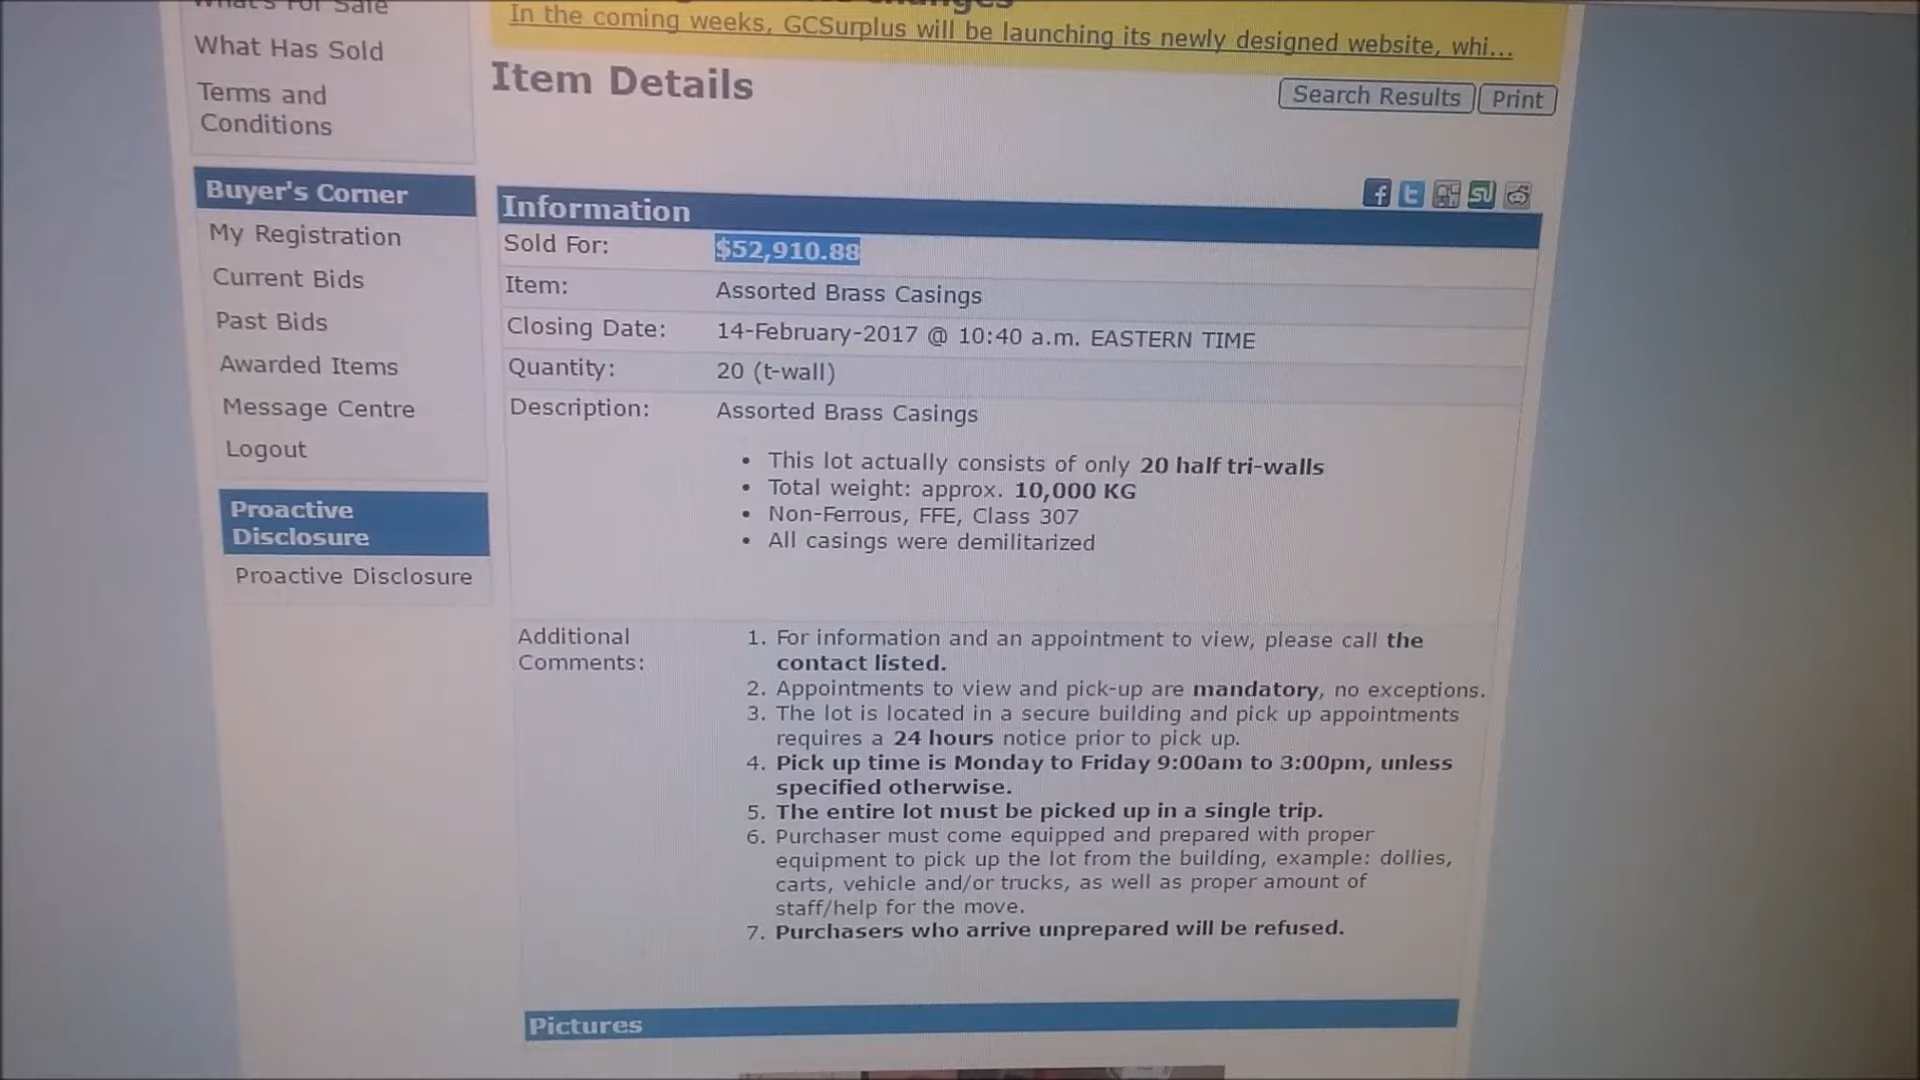 What's For Sale
What Has Sold
Terms and
Conditions
Buyer's Corner
My Registration
Current Bids
Past Bids
Awarded Items
Message Centre
Logout
Proactive
Disclosure
Proactive Disclosure
In the coming weeks, GCSurplus will be launching its newly designed website, whi...
Item Details
Search Results Print
Information
Sold For: $52,910.88
Item: Assorted Brass Casings
Closing Date: 14-February-2017 @ 10:40 a.m. EASTERN TIME
Quantity: 20 (t-wall)
Description: Assorted Brass Casings
• This lot actually consists of only 20 half tri-walls
• Total weight: approx. 10,000 KG
• Non-Ferrous, FFE, Class 307
• All casings were demilitarized
Additional
Comments:
1. For information and an appointment to view, please call the
contact listed.
2. Appointments to view and pick-up are mandatory, no exceptions.
3. The lot is located in a secure building and pick up appointments
requires a 24 hours notice prior to pick up.
4. Pick up time is Monday to Friday 9:00am to 3:00pm, unless
specified otherwise.
5. The entire lot must be picked up in a single trip.
6. Purchaser must come equipped and prepared with proper
equipment to pick up the lot from the building, example: dollies,
carts, vehicle and/or trucks, as well as proper amount of
staff/help for the move.
7. Purchasers who arrive unprepared will be refused.
Pictures